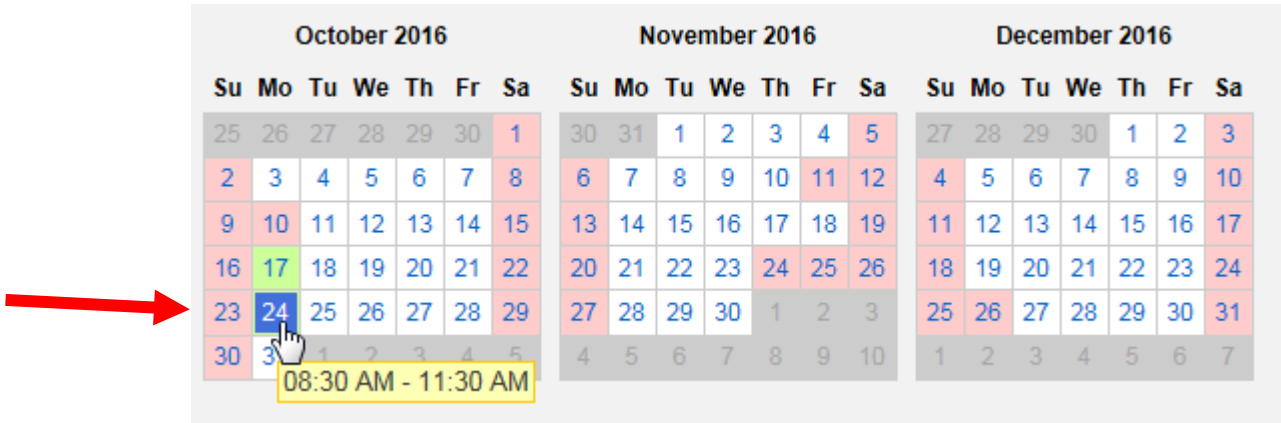 October 2016 November 2016 December 2016
Su Mo Tu We Th Fr Sa Su Mo Tu We Th Fr Sa Su Mo Tu We Th Fr Sa
25 26 27 28 29 30 1 30 31 1 2 3 4 5 27 28 29 30 1 2 3
2 3 4 5 6 7 8 6 7 8 9 10 11 12 4 5 6 7 8 9 10
9 10 11 12 13 14 15 13 14 15 16 17 18 19 11 12 13 14 15 16 17
16 17 18 19 20 21 22 20 21 22 23 24 25 26 18 19 20 21 22 23 24
23 24 25 26 27 28 29 27 28 29 30 1 2 3 25 26 27 28 29 30 31
30 3 1 2 3 4 5 4 5 6 7 8 9 10 1 2 3 4 5 6 7
08:30 AM - 11:30 AM